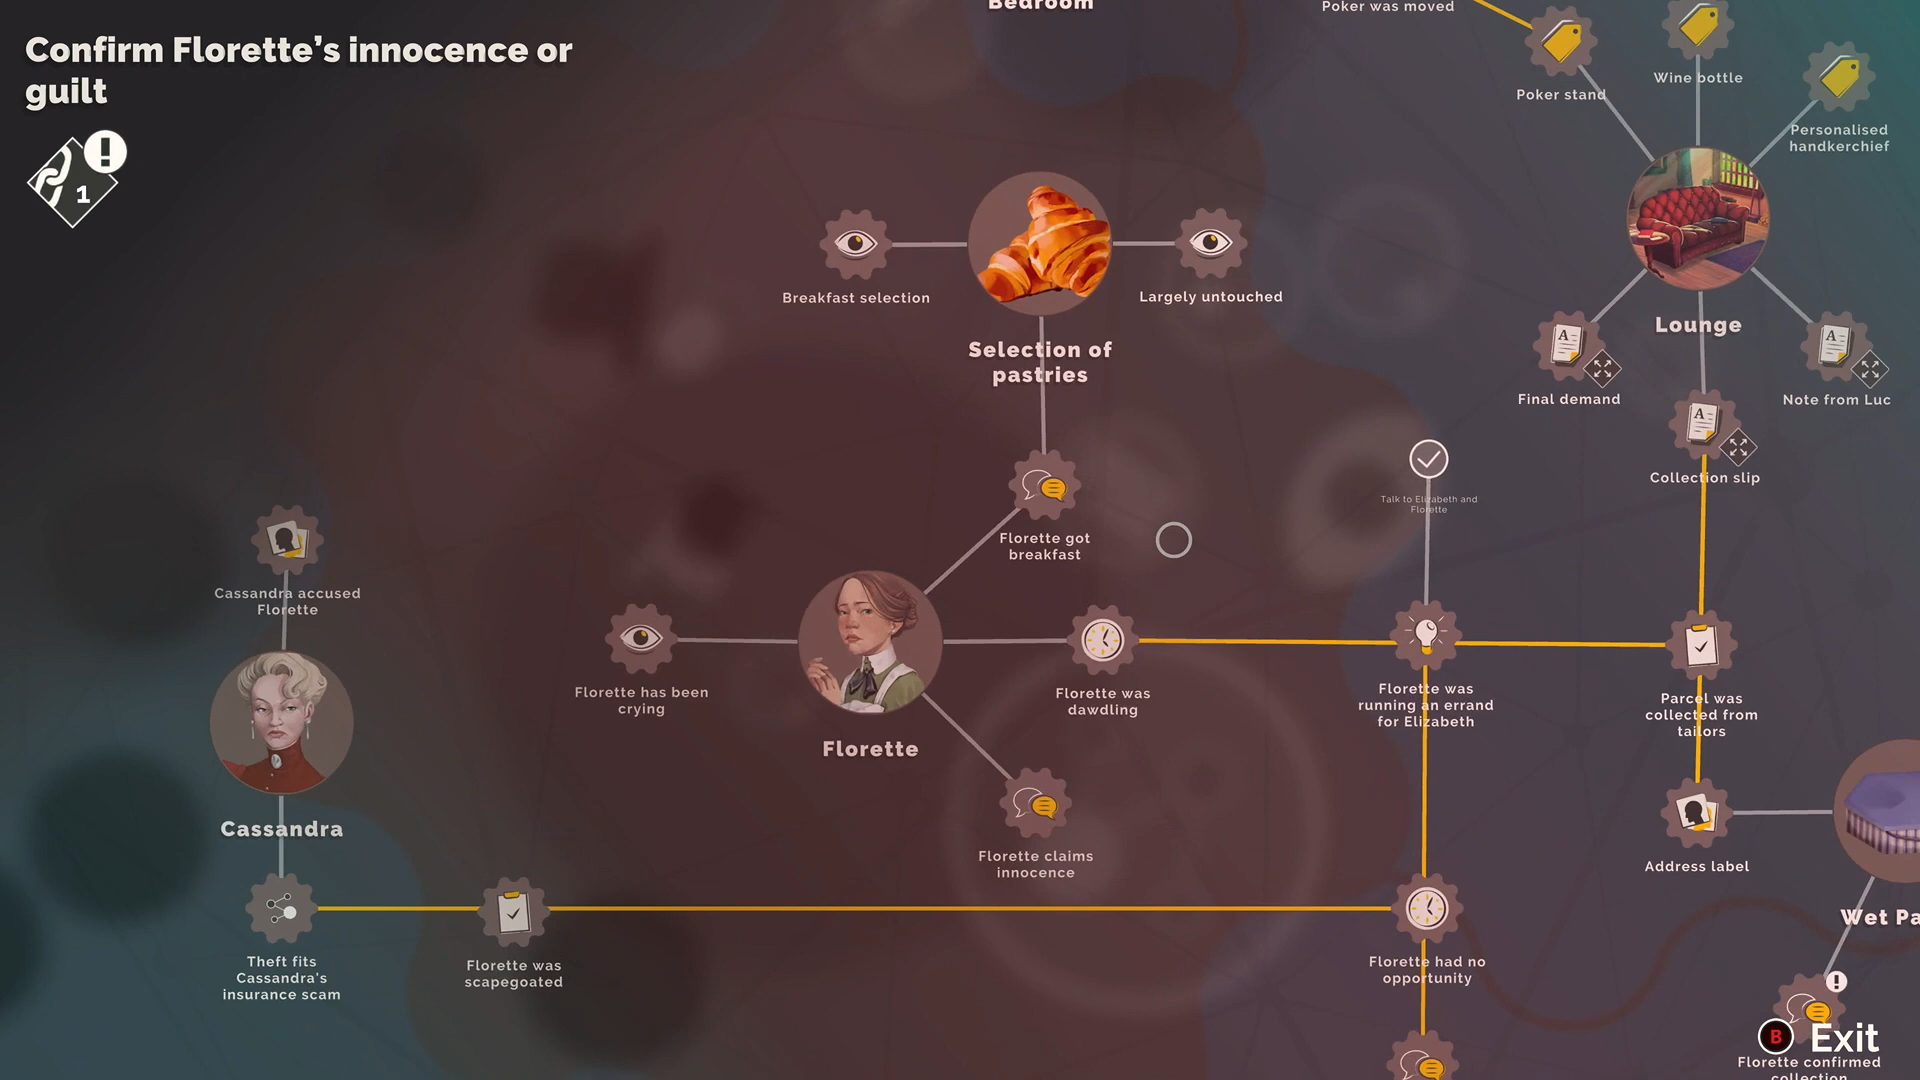 Bedroom
Poker was moved
Confirm Florette's innocence or
guilt
1
Poker stand
Wine bottle
Personalised
handkerchief
Breakfast selection
Largely untouched
Selection of
pastries
Lounge
Final demand
Note from Luc
Collection slip
Talk to Elizabeth and
Florette
Florette got
breakfast
Cassandra accused
Florette
Florette has been
crying
Florette was
dawdling
Florette was
running an errand
for Elizabeth
Parcel was
collected from
tailors
Florette
Cassandra
Florette claims
innocence
Address label
Wet Pa
Theft fits
Cassandra's
insurance scam
Florette was
scapegoated
Florette had no
opportunity
B Exit
Florette confirmed
collection